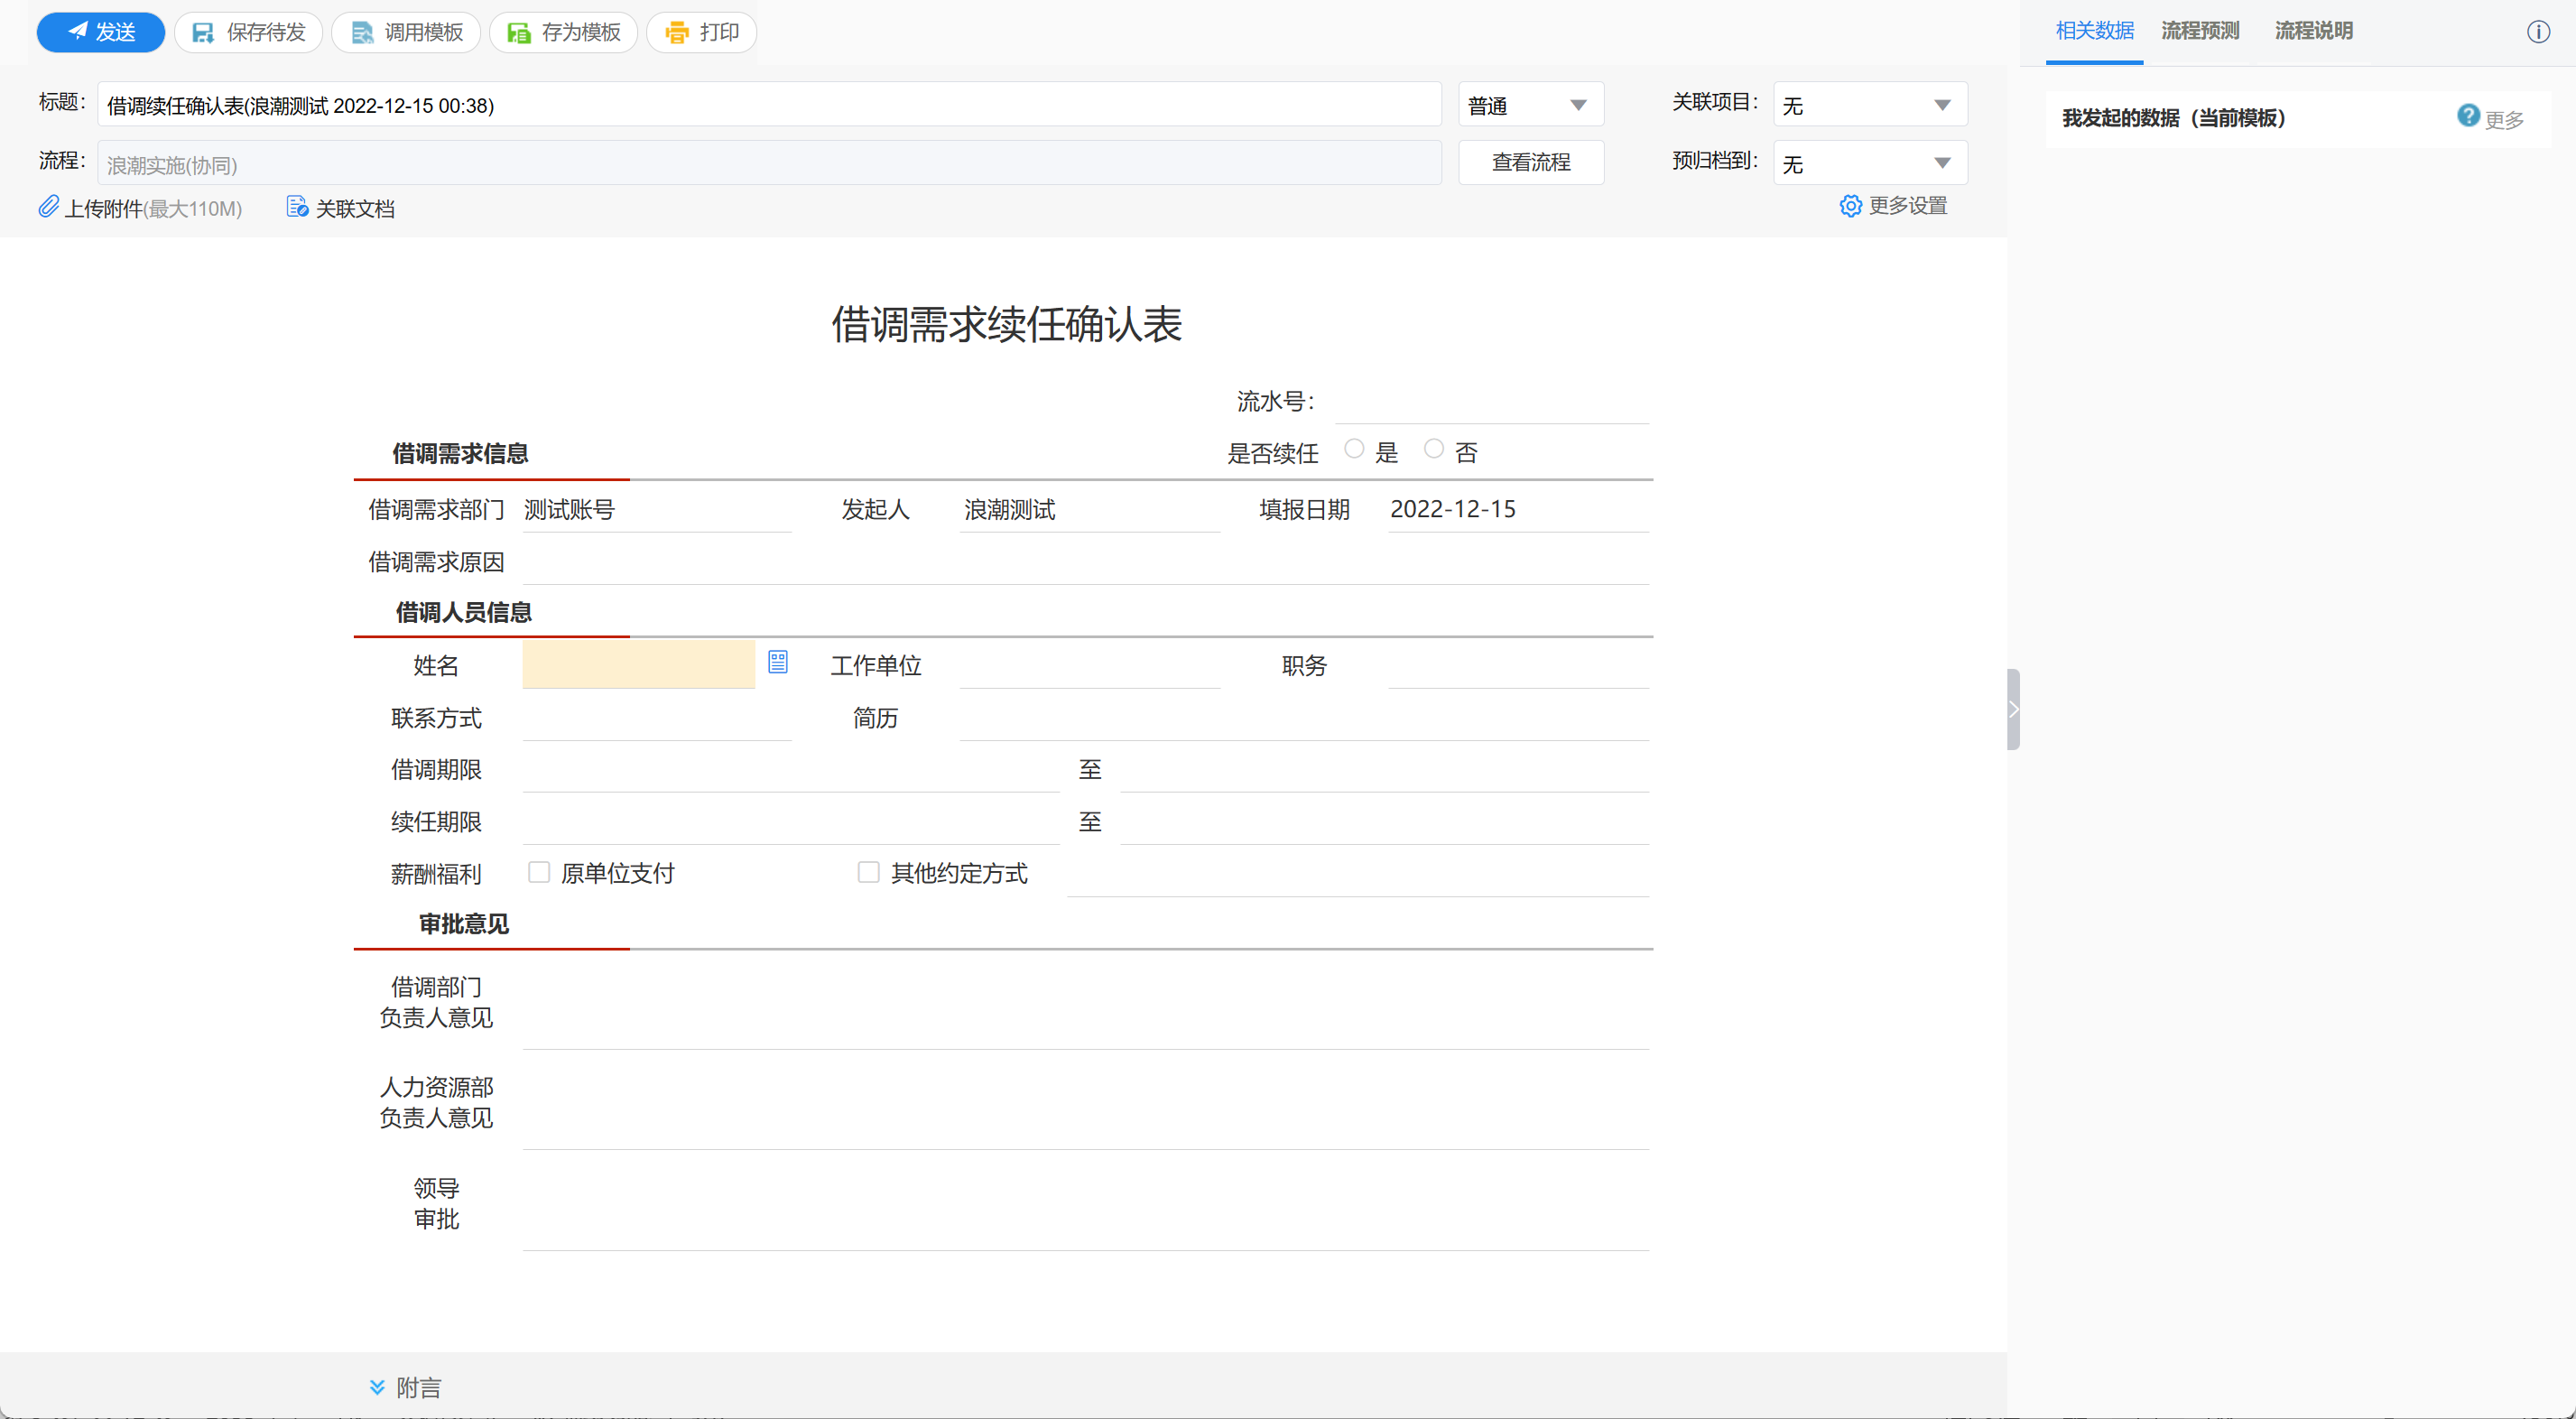 发送 保存待发 调用模板 存为模板 打印
相关数据 流程预测 流程说明
标题： 借调续任确认表(浪潮测试 2022-12-15 00:38) 普通 关联项目： 无
我发起的数据（当前模板） 更多
流程： 浪潮实施(协同) 查看流程 预归档到： 无
上传附件(最大110M) 关联文档 更多设置
借调需求续任确认表
流水号：
借调需求信息 是否续任 是 否
借调需求部门 测试账号 发起人 浪潮测试 填报日期 2022-12-15
借调需求原因
借调人员信息
姓名 工作单位 职务
联系方式 简历
借调期限 至
续任期限 至
薪酬福利 原单位支付 其他约定方式
审批意见
借调部门
负责人意见
人力资源部
负责人意见
领导
审批
附言